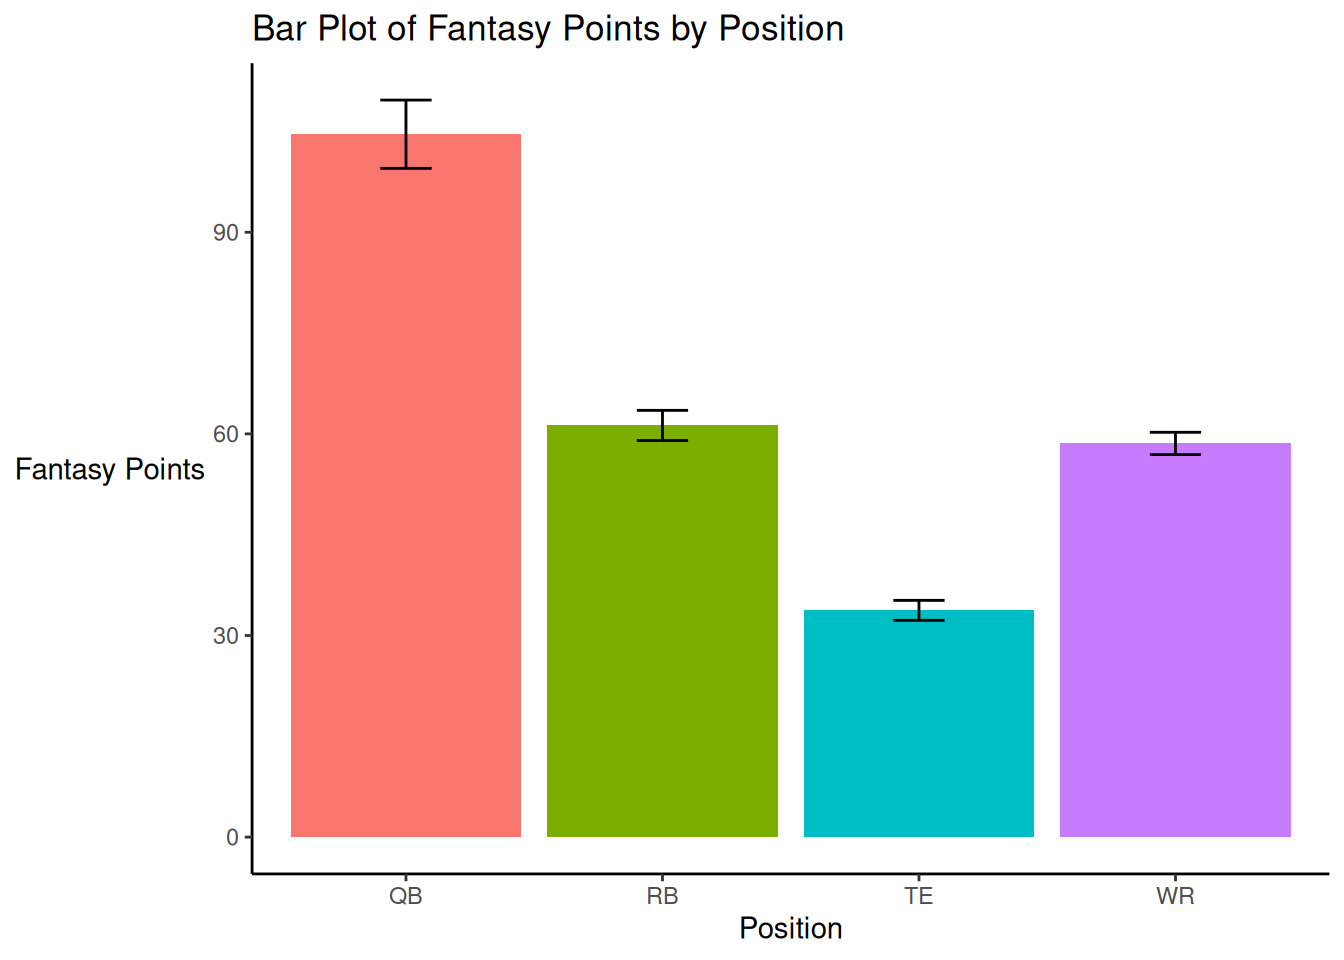 Bar Plot of Fantasy Points by Position
90
60
Fantasy Points
30
0
QB RB TE WR
Position